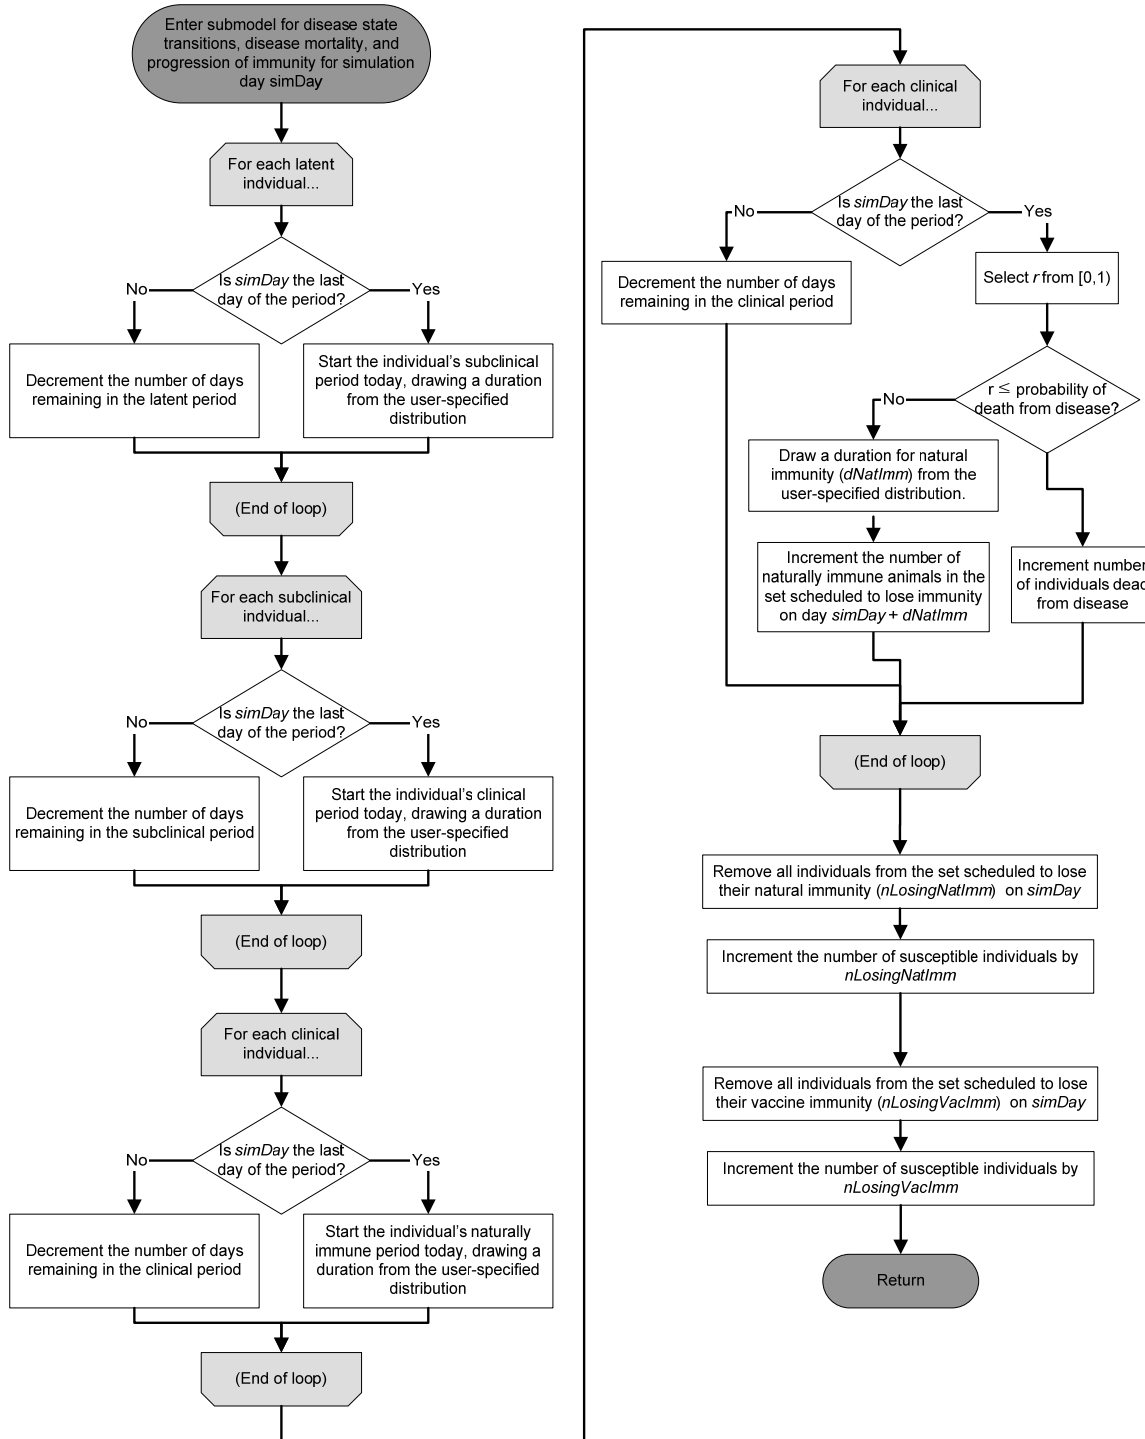 Enter submodel for disease state
transitions, disease mortality, and
progression of immunity for simulation
day simDay
For each latent
indvidual...
Is simDay the last
day of the period?
No
Yes
Decrement the number of days
remaining in the latent period
Start the individual's subclinical
period today, drawing a duration
from the user-specified
distribution
(End of loop)
For each subclinical
indvidual...
Is simDay the last
day of the period?
No
Yes
Decrement the number of days
remaining in the subclinical period
Start the individual's clinical
period today, drawing a duration
from the user-specified
distribution
(End of loop)
For each clinical
indvidual...
Is simDay the last
day of the period?
No
Yes
Decrement the number of days
remaining in the clinical period
Start the individual's naturally
immune period today, drawing a
duration from the user-specified
distribution
(End of loop)
For each clinical
indvidual...
Is simDay the last
day of the period?
No
Yes
Decrement the number of days
remaining in the clinical period
Select r from [0,1)
r ≤ probability of
death from disease?
No
Draw a duration for natural
immunity (dNatImm) from the
user-specified distribution.
Increment the number of
naturally immune animals in the
set scheduled to lose immunity
on day simDay + dNatImm
Increment number
of individuals dead
from disease
(End of loop)
Remove all individuals from the set scheduled to lose
their natural immunity (nLosingNatImm) on simDay
Increment the number of susceptible individuals by
nLosingNatImm
Remove all individuals from the set scheduled to lose
their vaccine immunity (nLosingVacImm) on simDay
Increment the number of susceptible individuals by
nLosingVacImm
Return